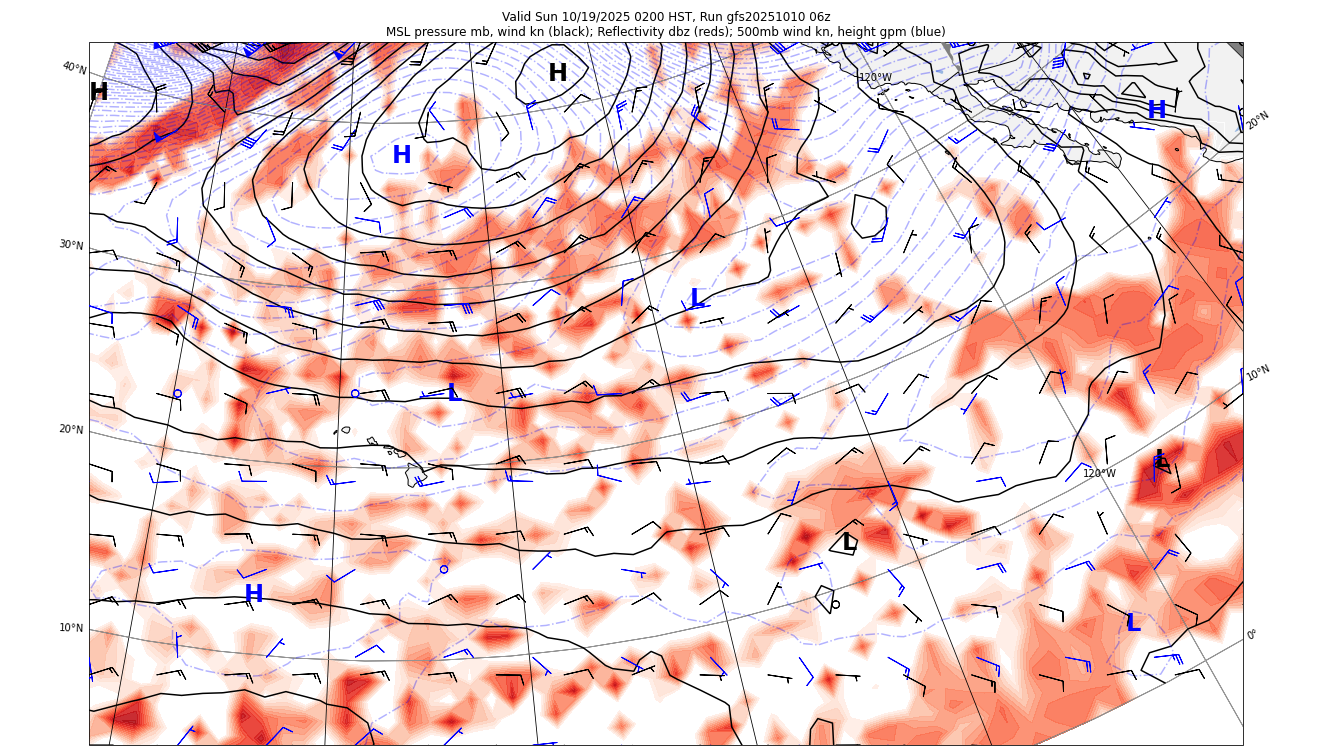 Valid Sun 10/19/2025 0200 HST, Run gfs20251010 06z
MSL pressure mb, wind kn (black); Reflectivity dbz (reds); 500mb wind kn, height gpm (blue)
40°N
H
H
120°W
H
20°N
H
30°N
L
10°N
L
20°N
L
120°W
L
H
10°N
L
0°